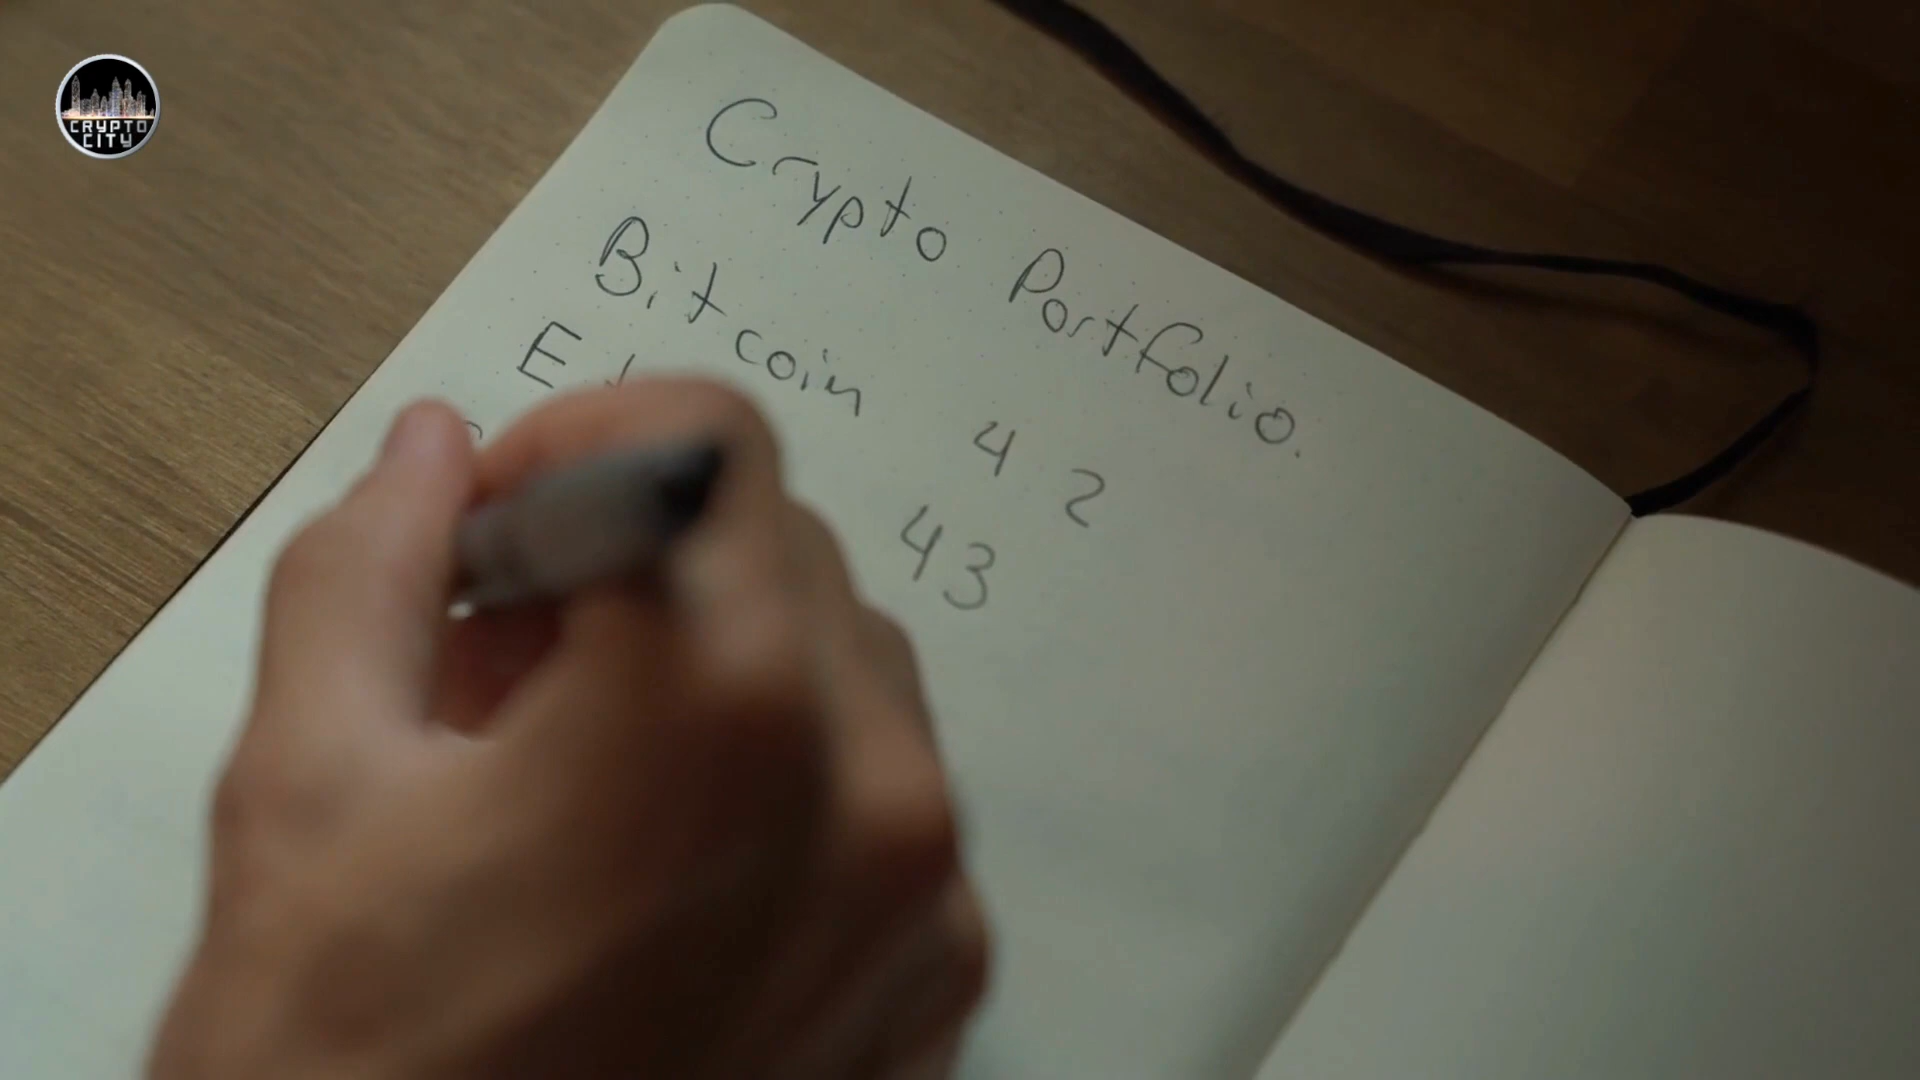 CRYPTO
CITY
Crypto Portfolio.
Bitcoin 42
43